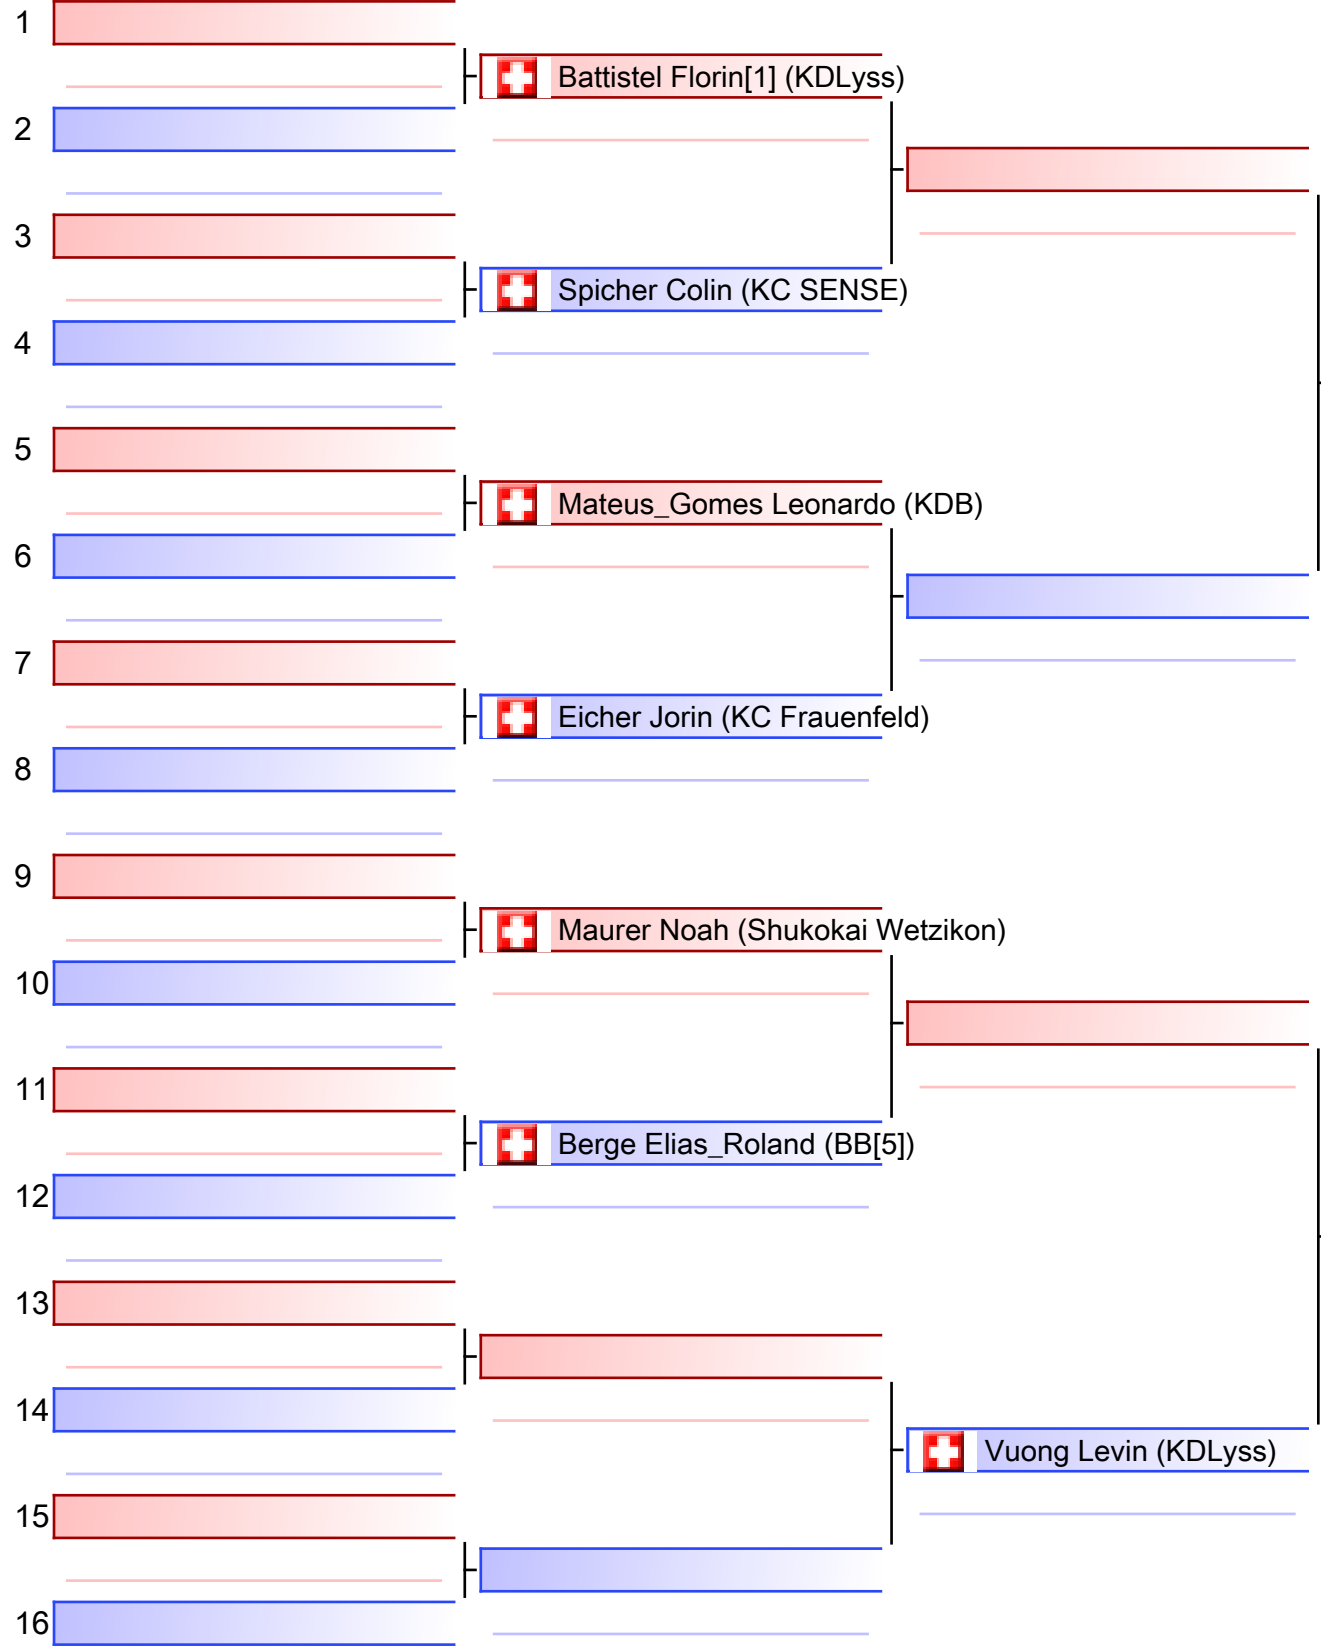 1
Battistel Florin[1] (KDLyss)
2
3
Spicher Colin (KC SENSE)
4
5
Mateus_Gomes Leonardo (KDB)
6
7
Eicher Jorin (KC Frauenfeld)
8
9
Maurer Noah (Shukokai Wetzikon)
10
11
Berge Elias_Roland (BB[5])
12
13
14
Vuong Levin (KDLyss)
15
16